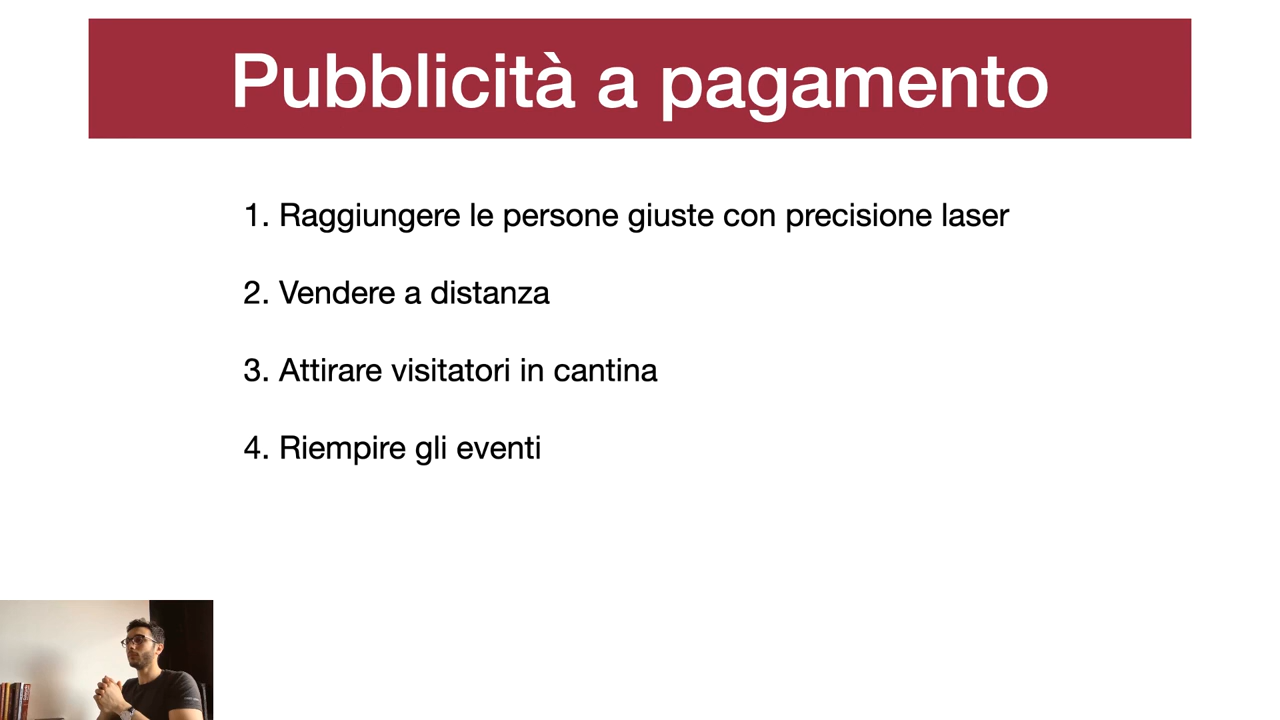 Pubblicità a pagamento
1. Raggiungere le persone giuste con precisione laser
2. Vendere a distanza
3. Attirare visitatori in cantina
4. Riempire gli eventi